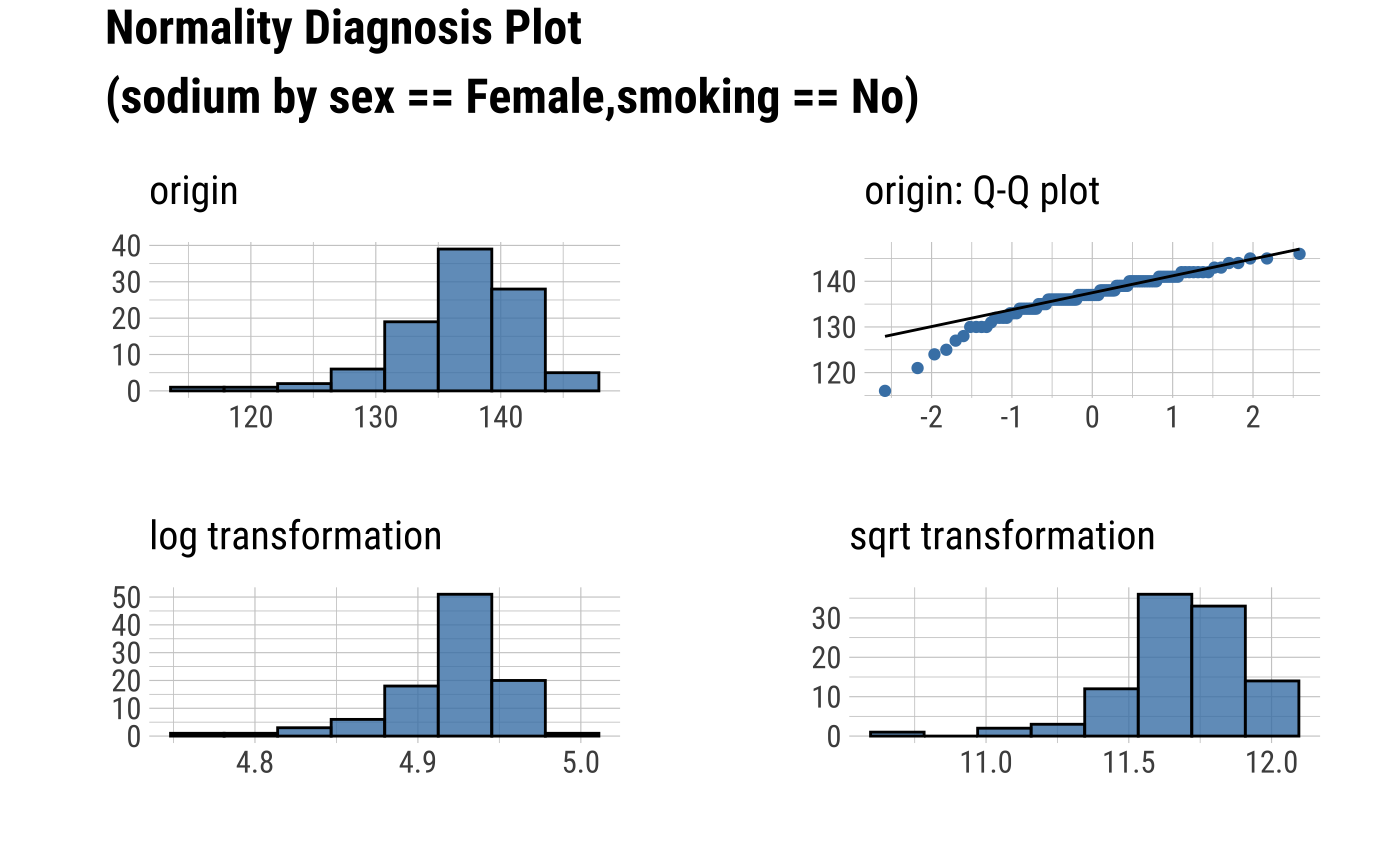 Normality Diagnosis Plot
(sodium by sex == Female,smoking == No)
origin
40
30
20
10
0
120 130 140
origin: Q-Q plot
140
130
120
-2 -1 0 1 2
log transformation
50
40
30
20
10
0
4.8 4.9 5.0
sqrt transformation
30
20
10
0
11.0 11.5 12.0